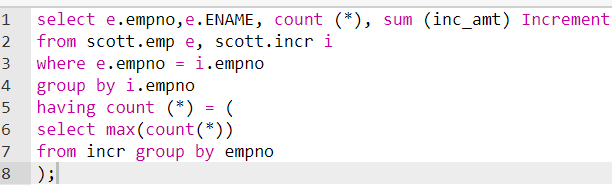 1 select e.empno,e.ENAME, count (*), sum (inc_amt) Increment
2 from scott.emp e, scott.incr i
3 where e.empno = i.empno
4 group by i.empno
5 having count (*) = (
6 select max(count(*))
7 from incr group by empno
8 );